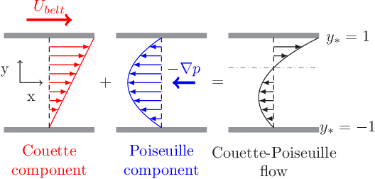 U_belt
y
x
+
−∇p
=
y* = 1
y* = −1
Couette
component
Poiseuille
component
Couette-Poiseuille
flow